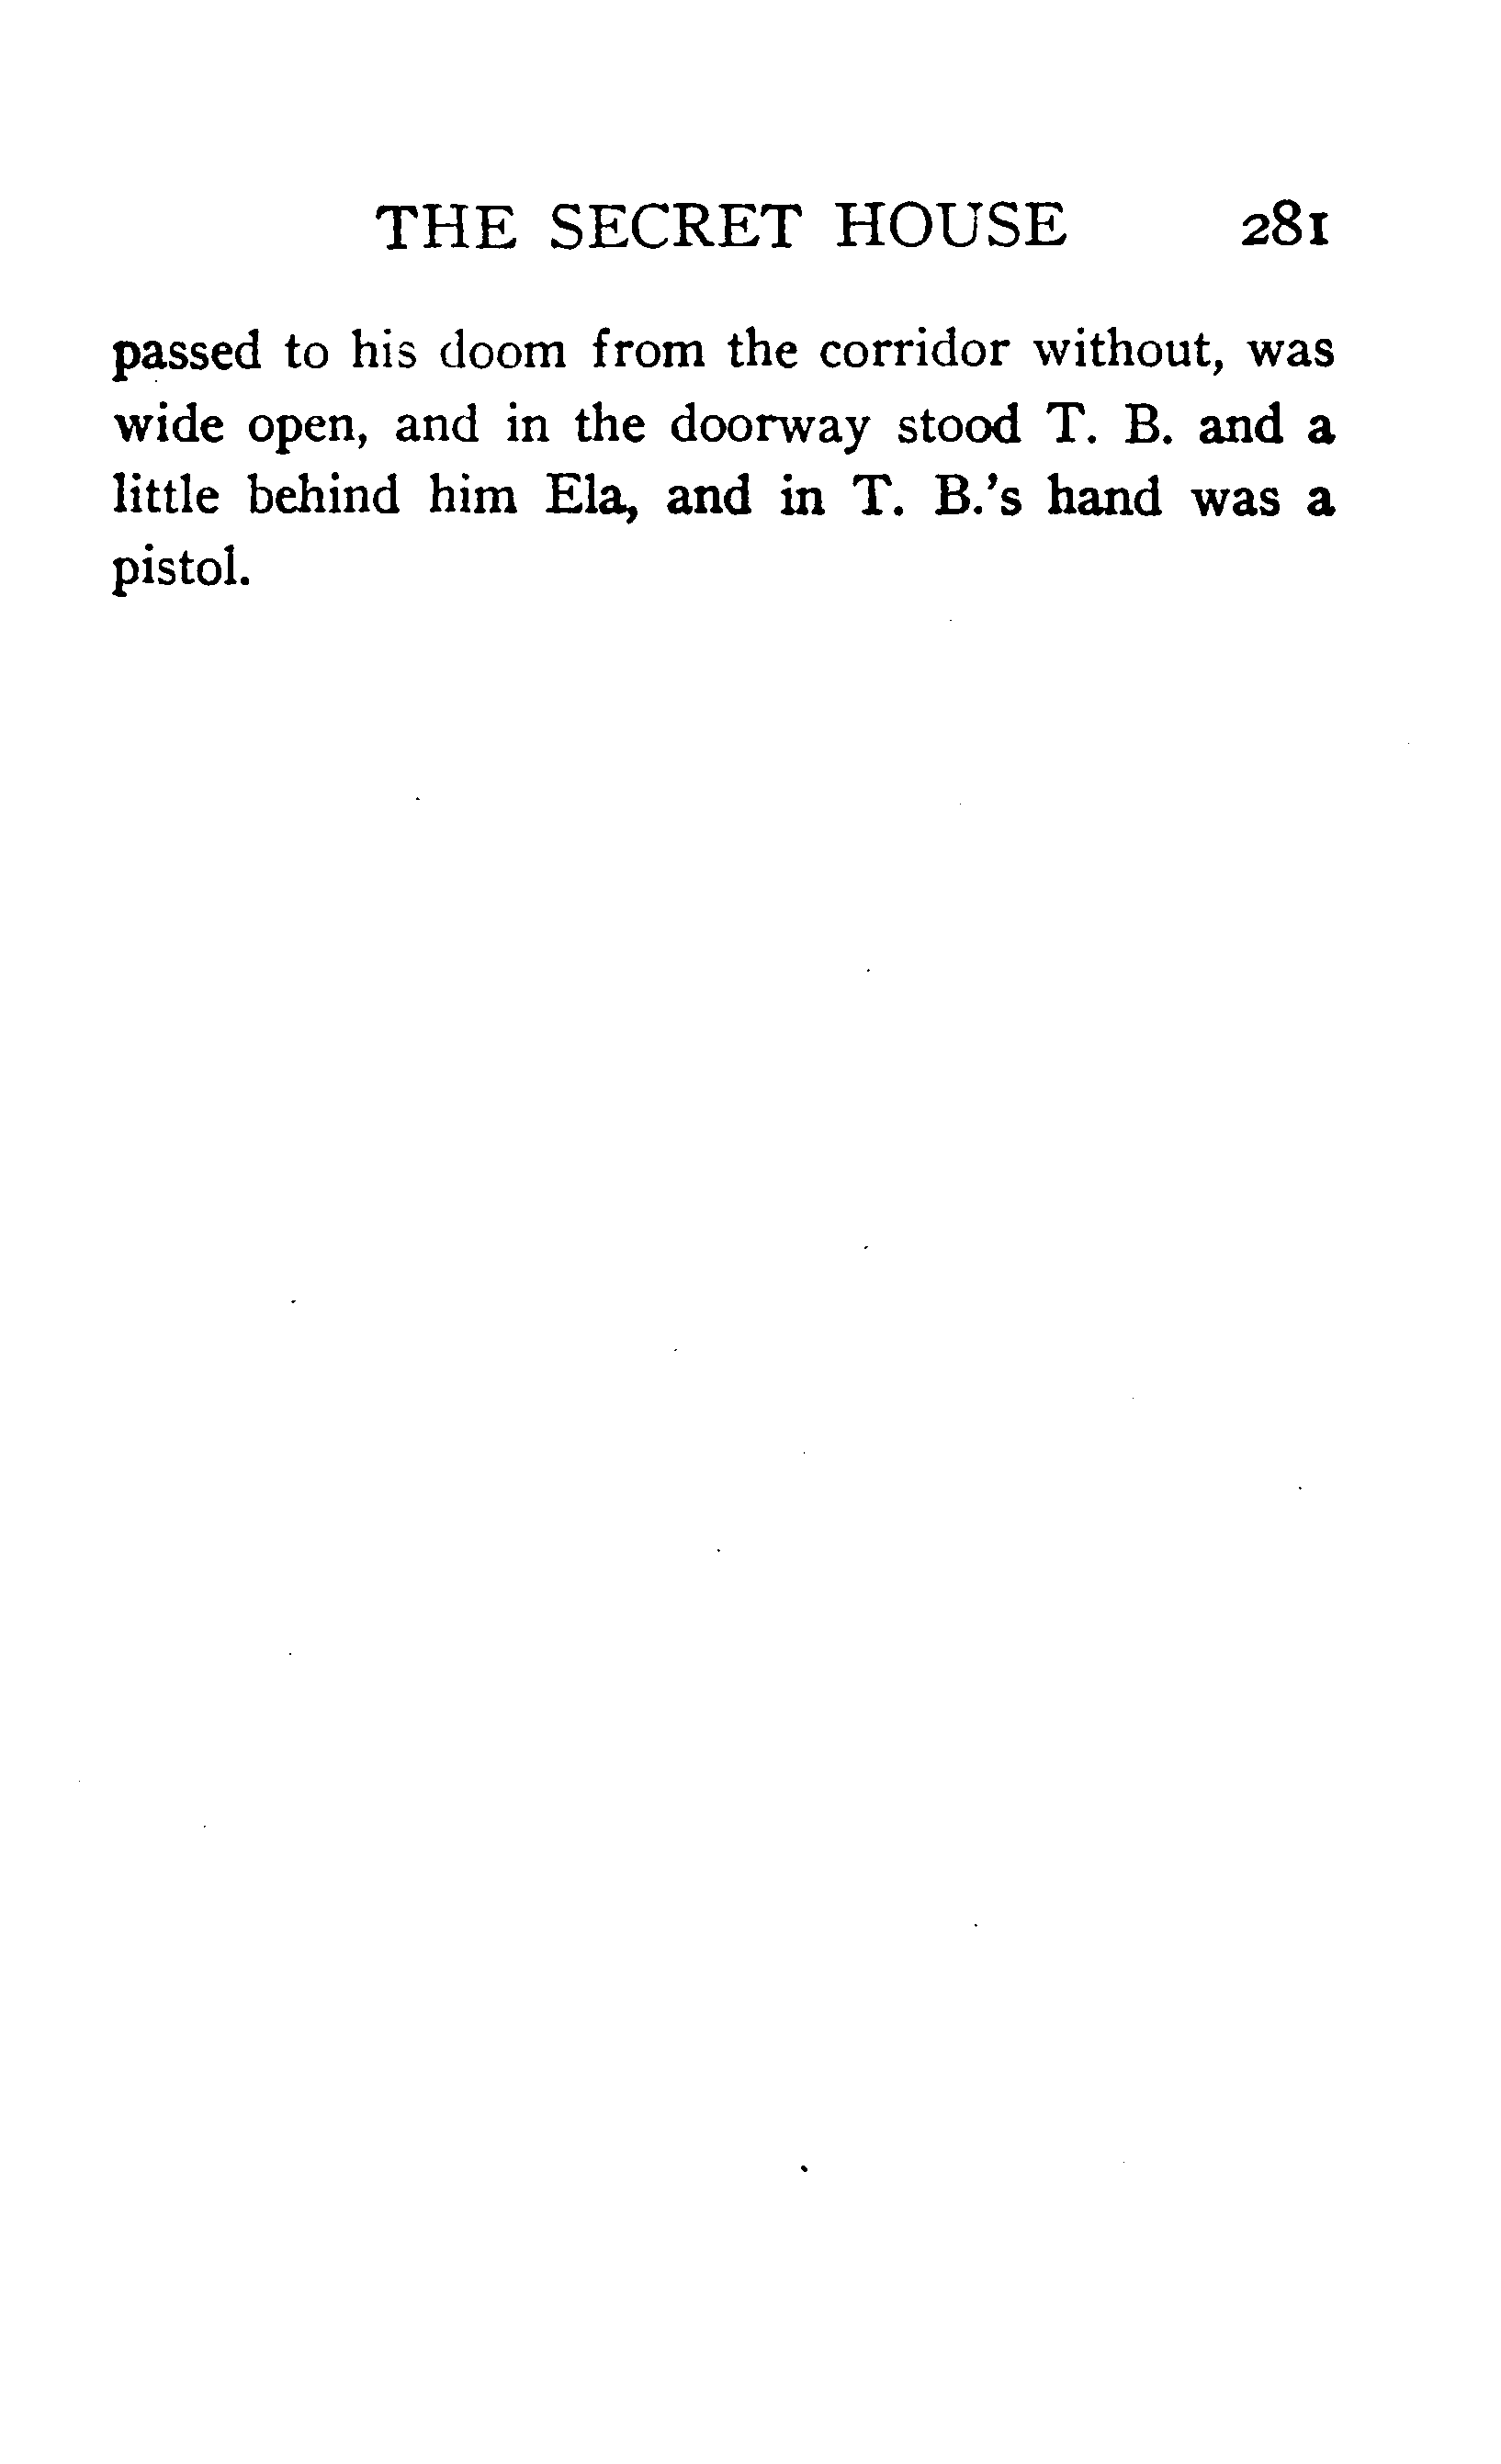 THE SECRET HOUSE 281
passed to his doom from the corridor without, was
wide open, and in the doorway stood T. B. and a
little behind him Ela, and in T. B.'s hand was a
pistol.